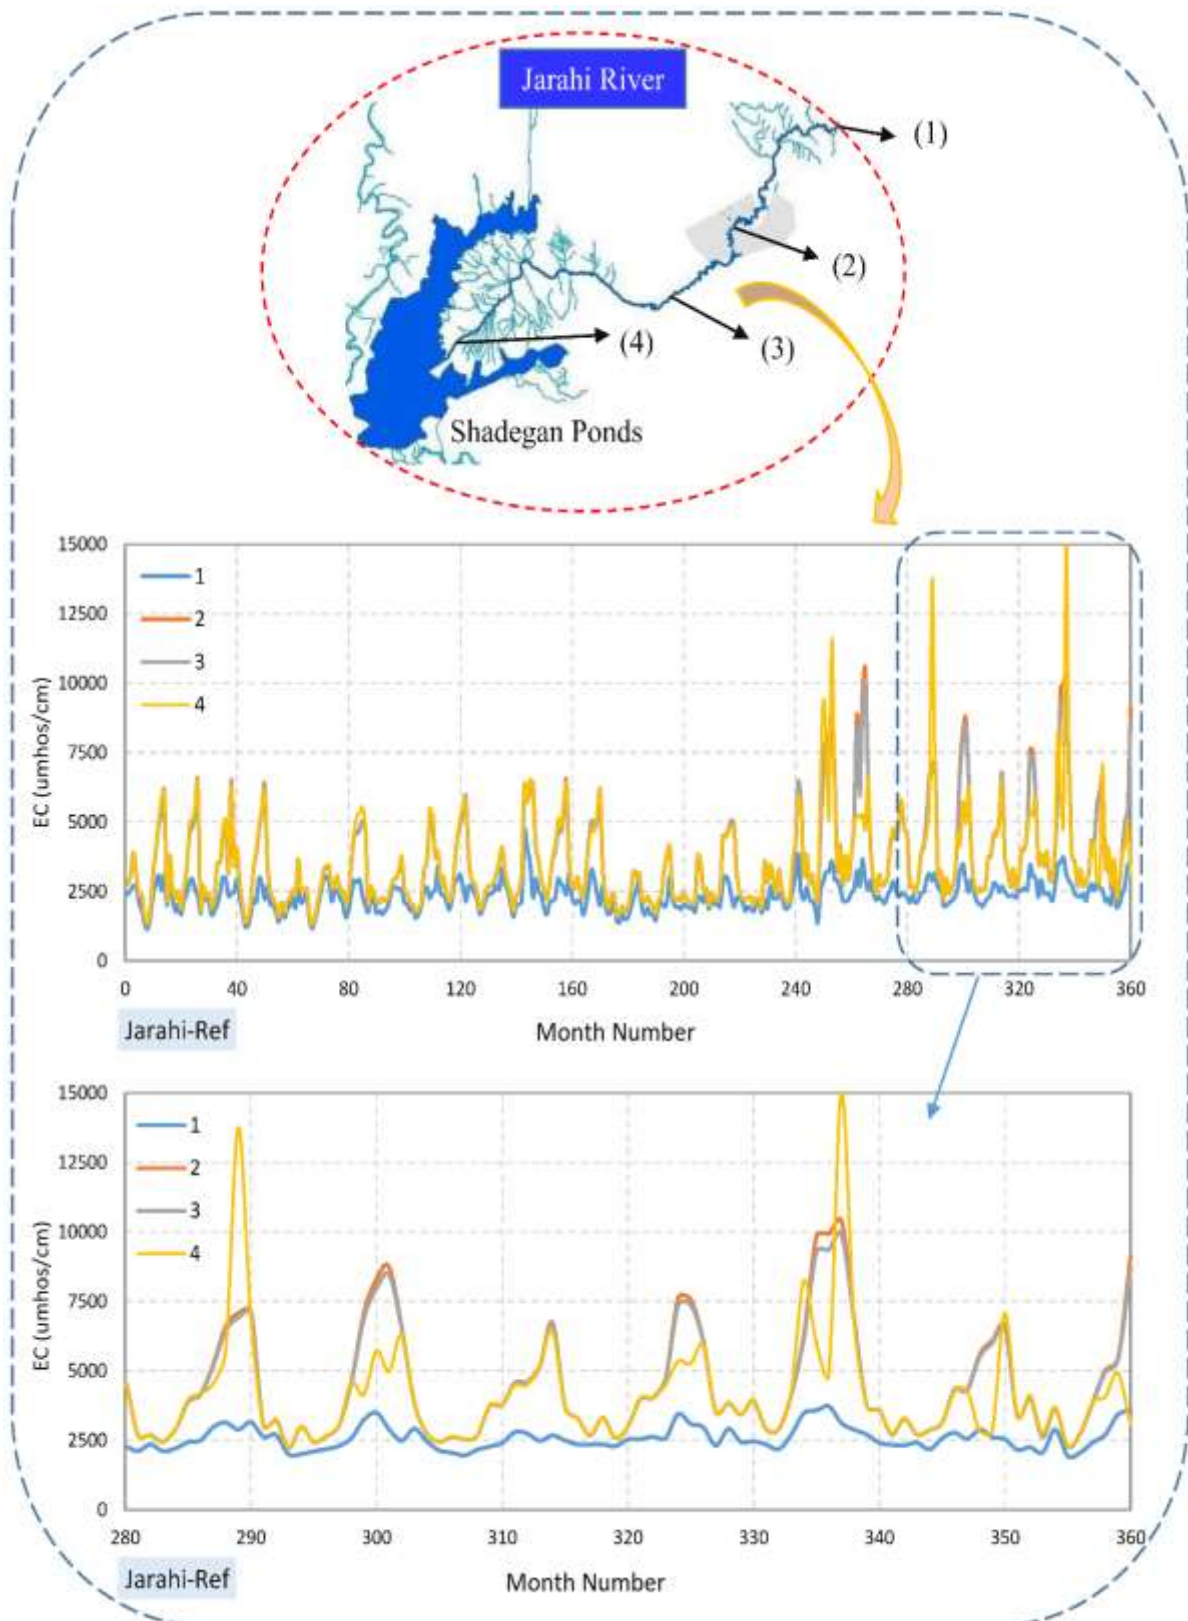 Jarahi River
(1)
(2)
(3)
(4)
Shadegan Ponds
15000
12500
10000
7500
5000
2500
0
EC (umhos/cm)
1
2
3
4
0 40 80 120 160 200 240 280 320 360
Jarahi-Ref
Month Number
15000
12500
10000
7500
5000
2500
0
EC (umhos/cm)
1
2
3
4
280 290 300 310 320 330 340 350 360
Jarahi-Ref
Month Number